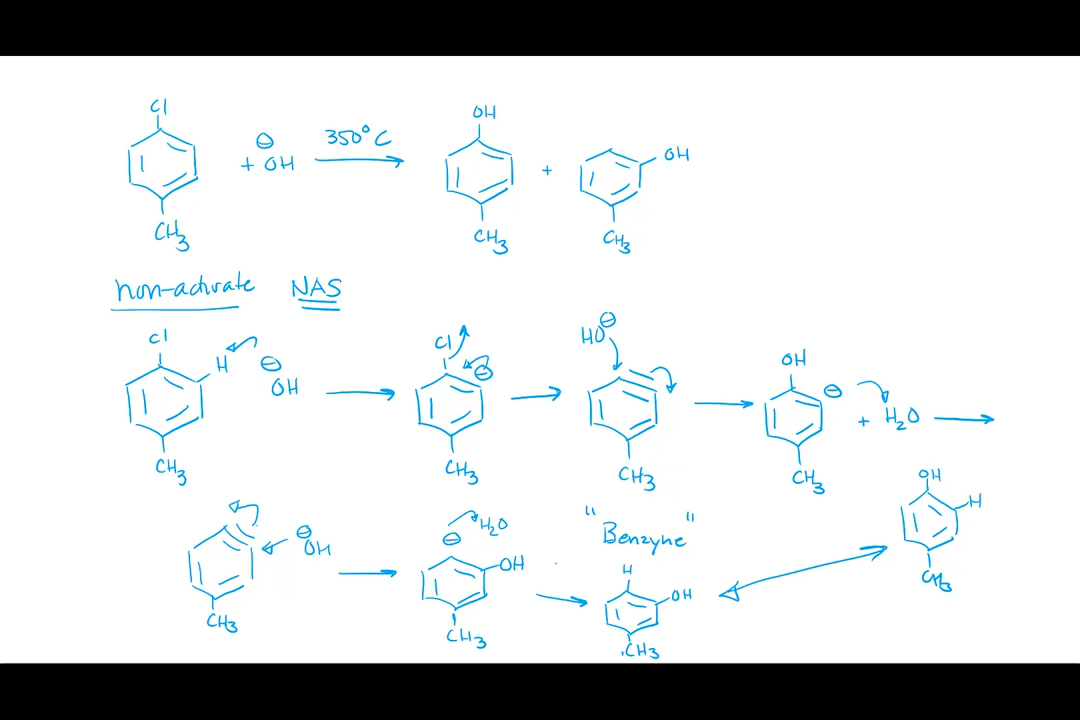 Cl OH
+ ⊖OH 350°C + OH
CH3 CH3 CH3
non-activate NAS
Cl H ⊖OH Cl ⊖ HO⊖ OH ⊖ + H2O
CH3 CH3 CH3 CH3
OH H
CH3
⊖OH ⊖ H2O "Benzyne"
OH H OH
CH3 CH3 CH3